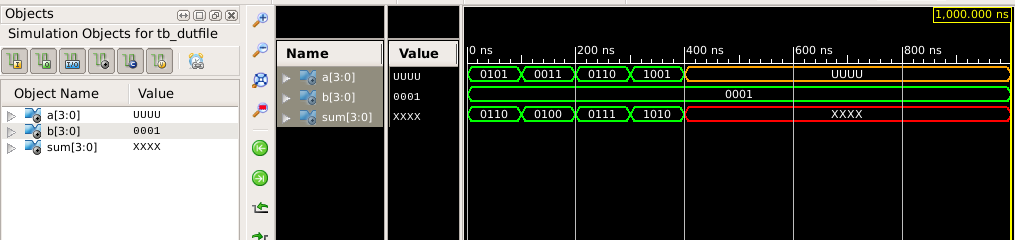 Objects
Simulation Objects for tb_dutfile
Object Name Value
a[3:0] UUUU
b[3:0] 0001
sum[3:0] XXXX
Name Value
a[3:0] UUUU
b[3:0] 0001
sum[3:0] XXXX
1,000.000 ns
0 ns 200 ns 400 ns 600 ns 800 ns
0101 0011 0110 1001 UUUU
0001
0110 0100 0111 1010 XXXX